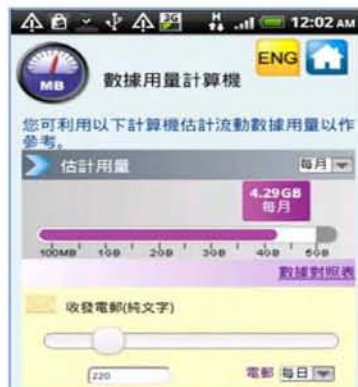 3G 12:02 AM
MB
數據用量計算機
ENG
您可利用以下計算機估計流動數據用量以作
參考。
估計用量
每月
4.29GB
每月
100MB 1GB 2GB 3GB 4GB 5GB
數據對照表
收發電郵(純文字)
220
電郵 每日